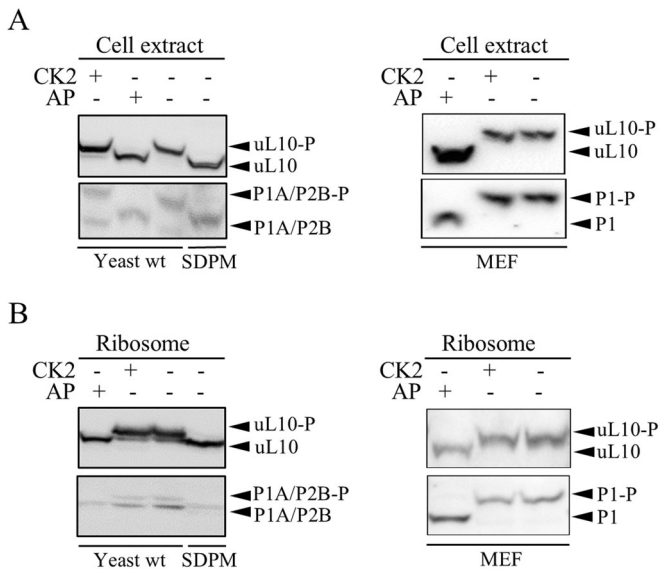 A
Cell extract
CK2 + - - -
AP - + - -
uL10-P
uL10
P1A/P2B-P
P1A/P2B
Yeast wt SDPM
Cell extract
CK2 - + -
AP + - -
uL10-P
uL10
P1-P
P1
MEF
B
Ribosome
CK2 - + - -
AP + - - -
uL10-P
uL10
P1A/P2B-P
P1A/P2B
Yeast wt SDPM
Ribosome
CK2 - + -
AP + - -
uL10-P
uL10
P1-P
P1
MEF